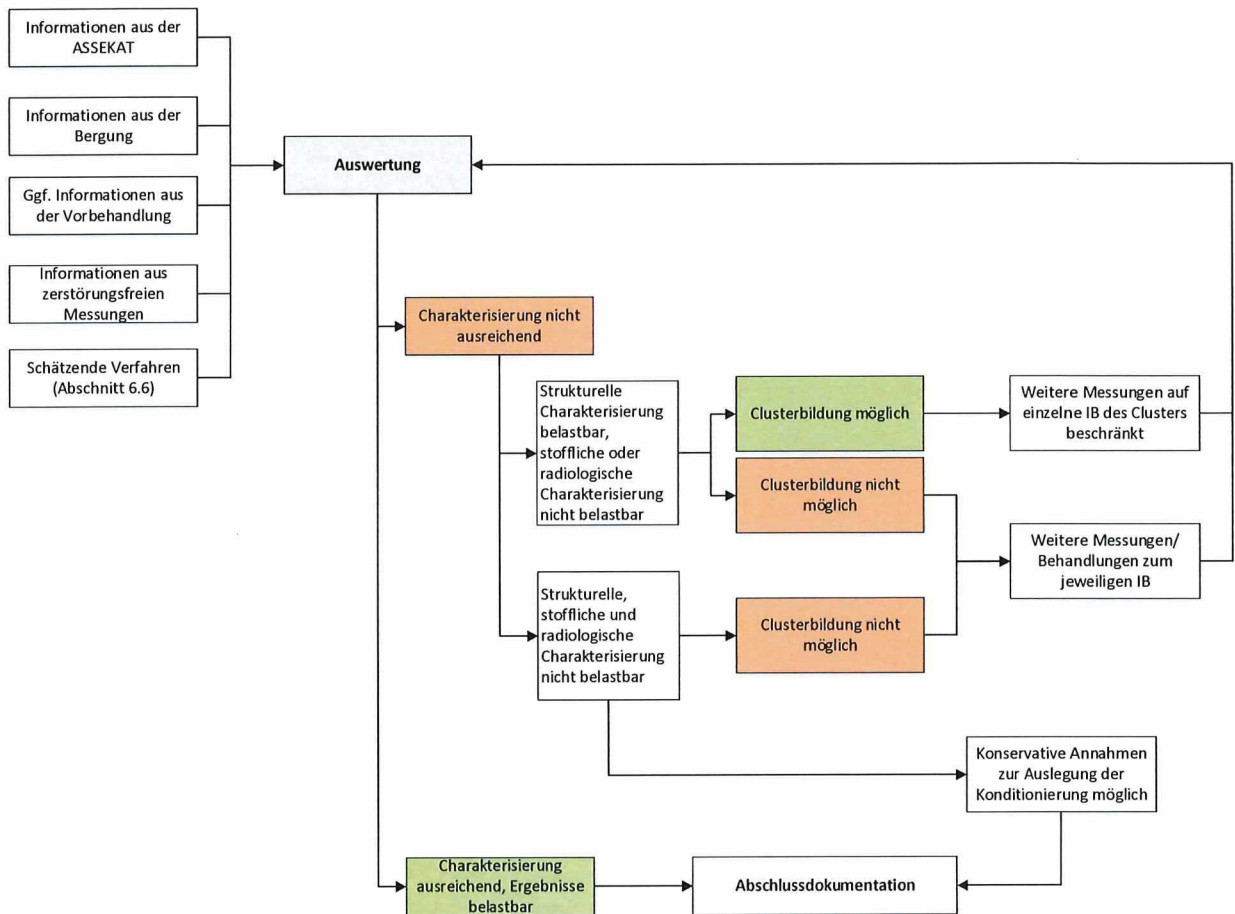 Informationen aus der
ASSEKAT
Informationen aus der
Bergung
Ggf. Informationen aus
der Vorbehandlung
Informationen aus
zerstörungsfreien
Messungen
Schätzende Verfahren
(Abschnitt 6.6)
Auswertung
Charakterisierung nicht
ausreichend
Strukturelle
Charakterisierung
belastbar,
stoffliche oder
radiologische
Charakterisierung
nicht belastbar
Clusterbildung möglich
Weitere Messungen auf
einzelne IB des Clusters
beschränkt
Clusterbildung nicht
möglich
Weitere Messungen/
Behandlungen zum
jeweiligen IB
Strukturelle,
stoffliche und
radiologische
Charakterisierung
nicht belastbar
Clusterbildung nicht
möglich
Konservative Annahmen
zur Auslegung der
Konditionierung möglich
Charakterisierung
ausreichend, Ergebnisse
belastbar
Abschlussdokumentation